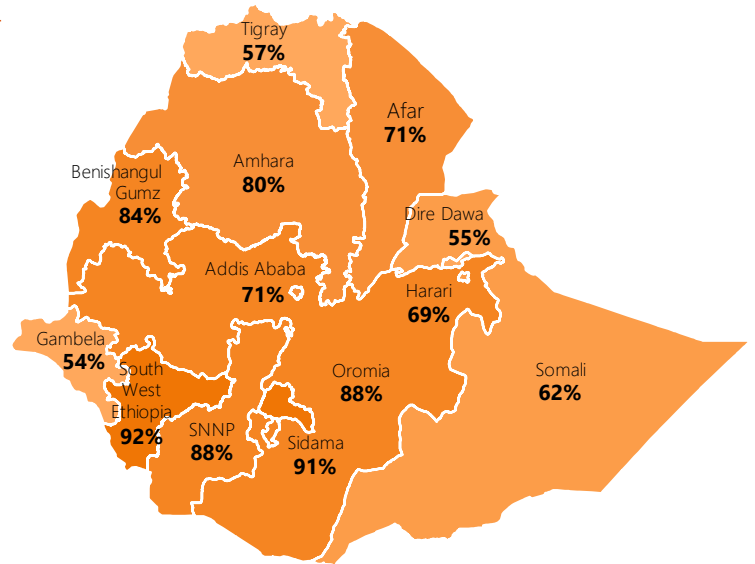 Tigray
57%
Afar
71%
Amhara
80%
Benishangul
Gumz
84%
Dire Dawa
55%
Addis Ababa
71%
Harari
69%
Gambela
54%
South
West
Ethiopia
92%
Oromia
88%
Somali
62%
SNNP
88%
Sidama
91%